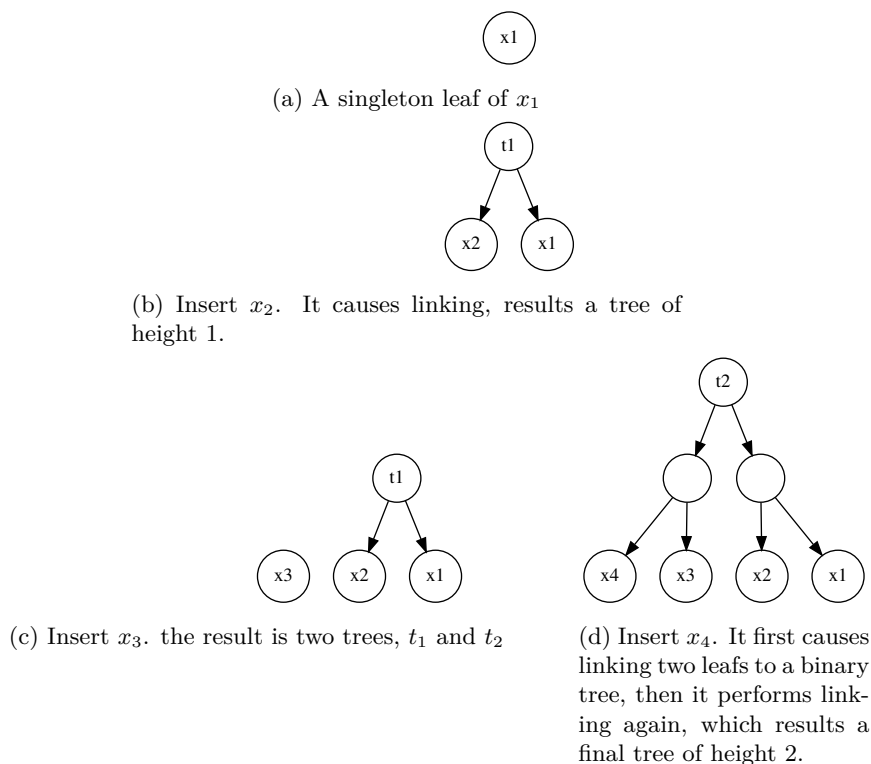 x1
(a) A singleton leaf of x₁
t1
x2 x1
(b) Insert x₂. It causes linking, results a tree of
height 1.
t2
t1
x3 x2 x1
x4 x3 x2 x1
(c) Insert x₃. the result is two trees, t₁ and t₂
(d) Insert x₄. It first causes
linking two leafs to a binary
tree, then it performs link-
ing again, which results a
final tree of height 2.